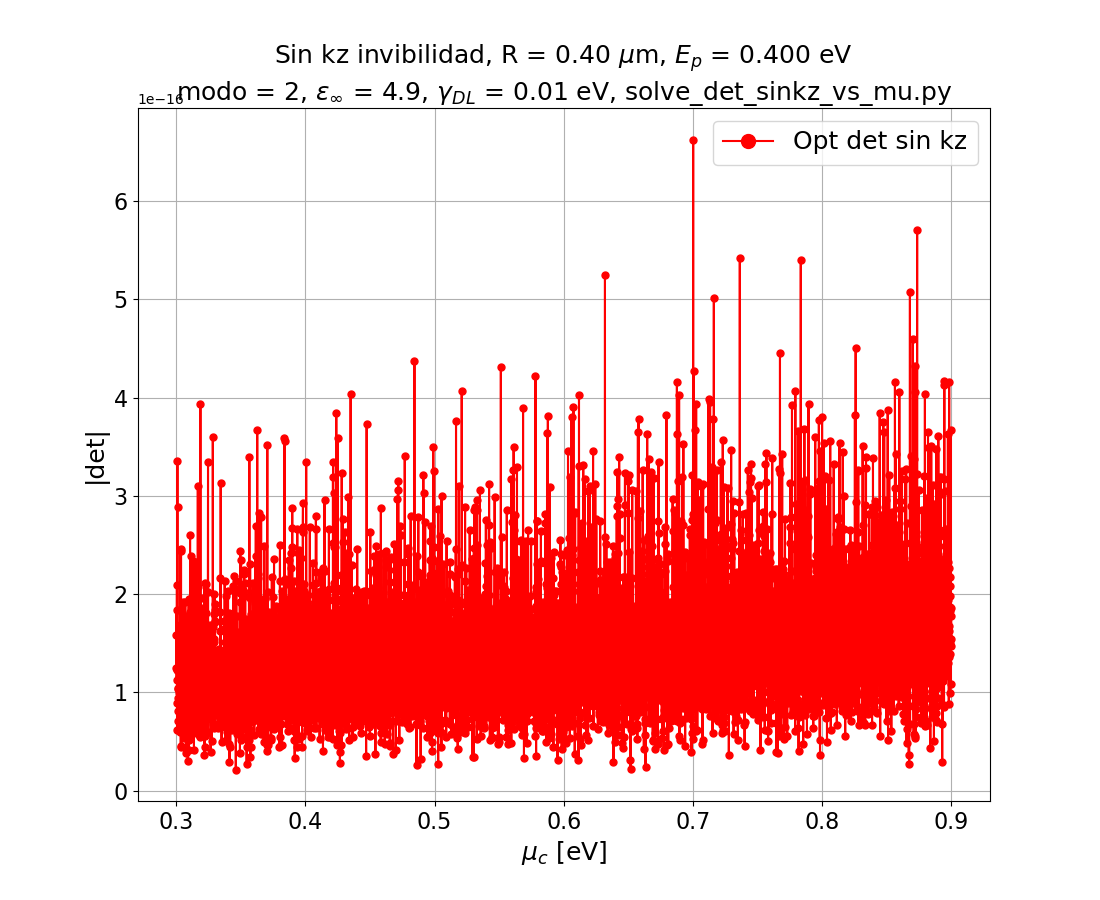 Sin kz invibilidad, R = 0.40 μm, E_p = 0.400 eV
modo = 2, ε_∞ = 4.9, γ_DL = 0.01 eV, solve_det_sinkz_vs_mu.py
1e−16
Opt det sin kz
6
5
4
3
2
1
0
|det|
0.3 0.4 0.5 0.6 0.7 0.8 0.9
μ_c [eV]